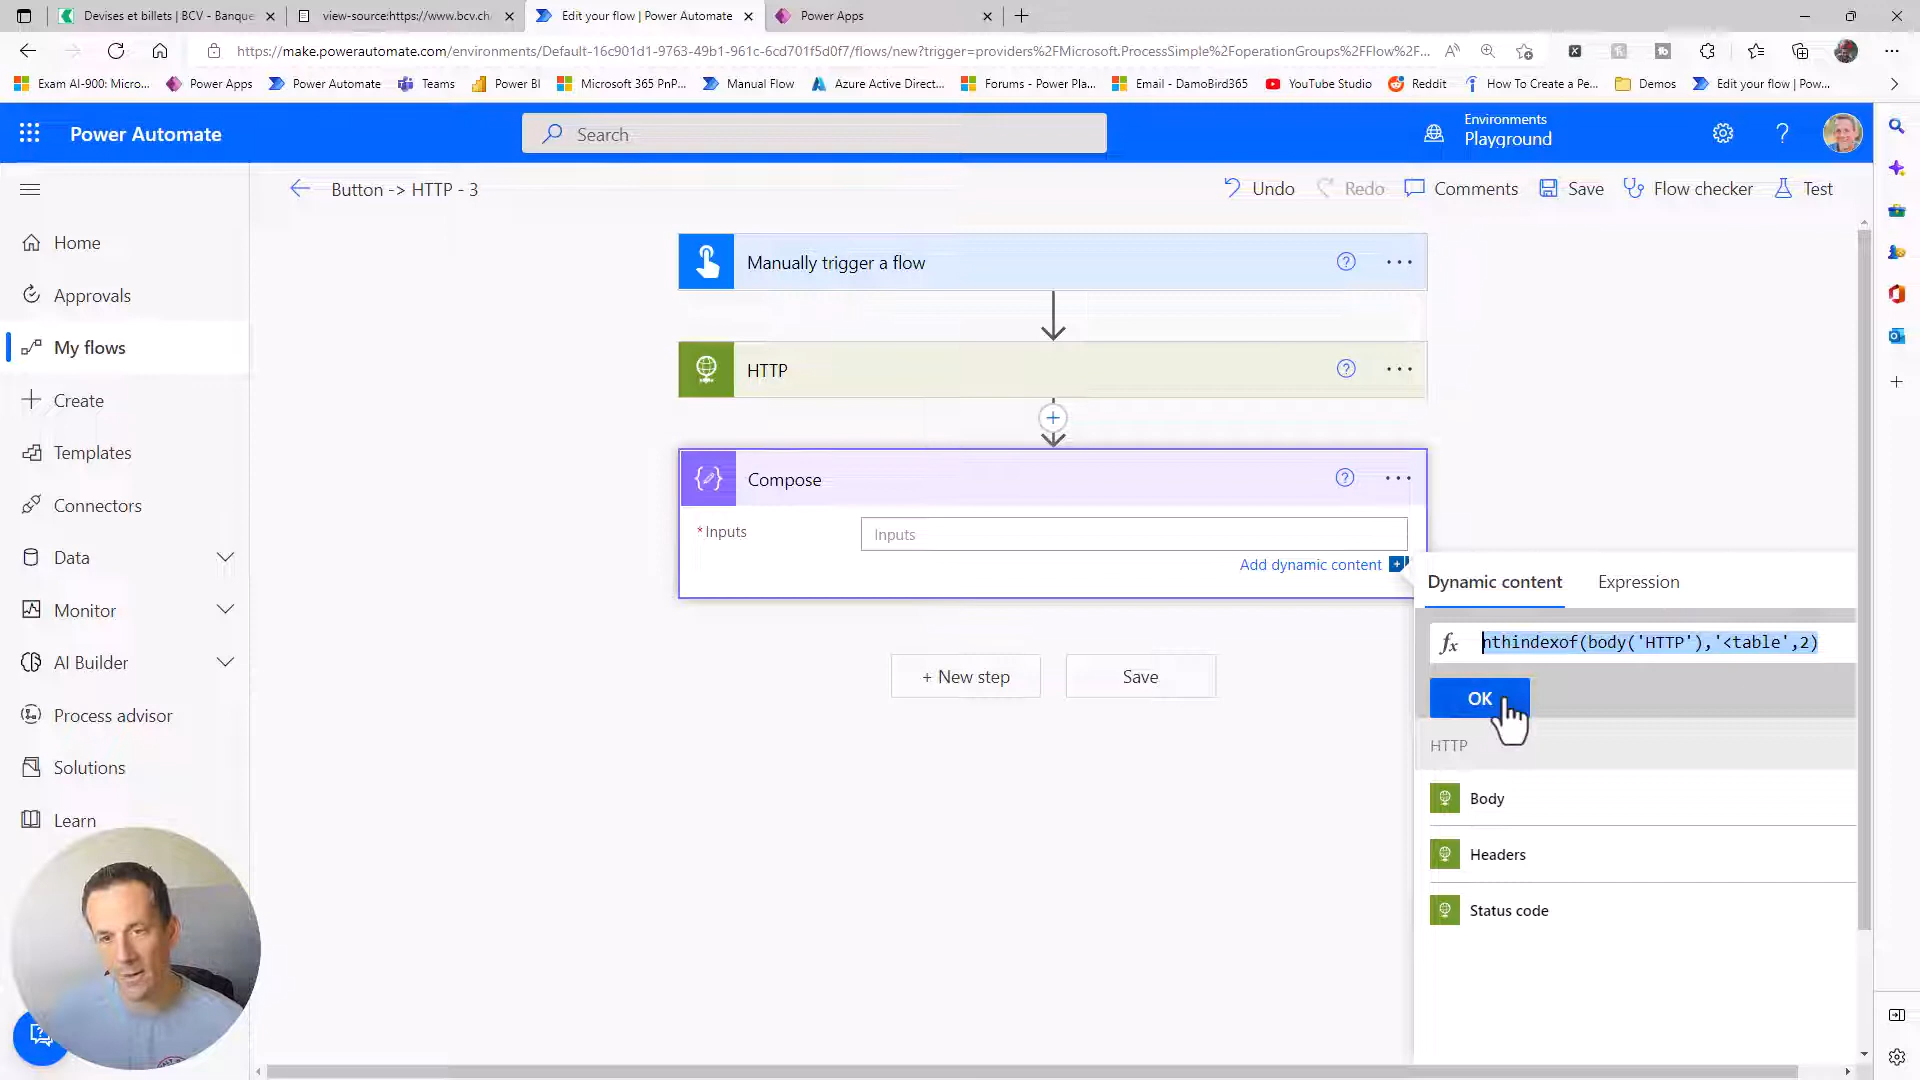 Devises et billets | BCV - Banque
view-source:https://www.bcv.ch
Edit your flow | Power Automate
Power Apps
https://make.powerautomate.com/environments/Default-16c901d1-9763-49b1-961c-6cd701f5d0f7/flows/new?trigger=providers%2FMicrosoft.ProcessSimple%2FoperationGroups%2FFlow%2F...
Exam AI-900: Micro...
Power Apps
Power Automate
Teams
Power BI
Microsoft 365 PnP...
Manual Flow
Azure Active Direct...
Forums - Power Pla...
Email - DamoBird365
YouTube Studio
Reddit
How To Create a Pe...
Demos
Edit your flow | Pow...
Power Automate
Search
Environments
Playground
Button -> HTTP - 3
Undo
Redo
Comments
Save
Flow checker
Test
Home
Approvals
My flows
Create
Templates
Connectors
Data
Monitor
AI Builder
Process advisor
Solutions
Learn
Manually trigger a flow
HTTP
Compose
* Inputs
Inputs
Add dynamic content
+ New step
Save
Dynamic content
Expression
fx nthindexof(body('HTTP'),'<table',2)
OK
HTTP
Body
Headers
Status code